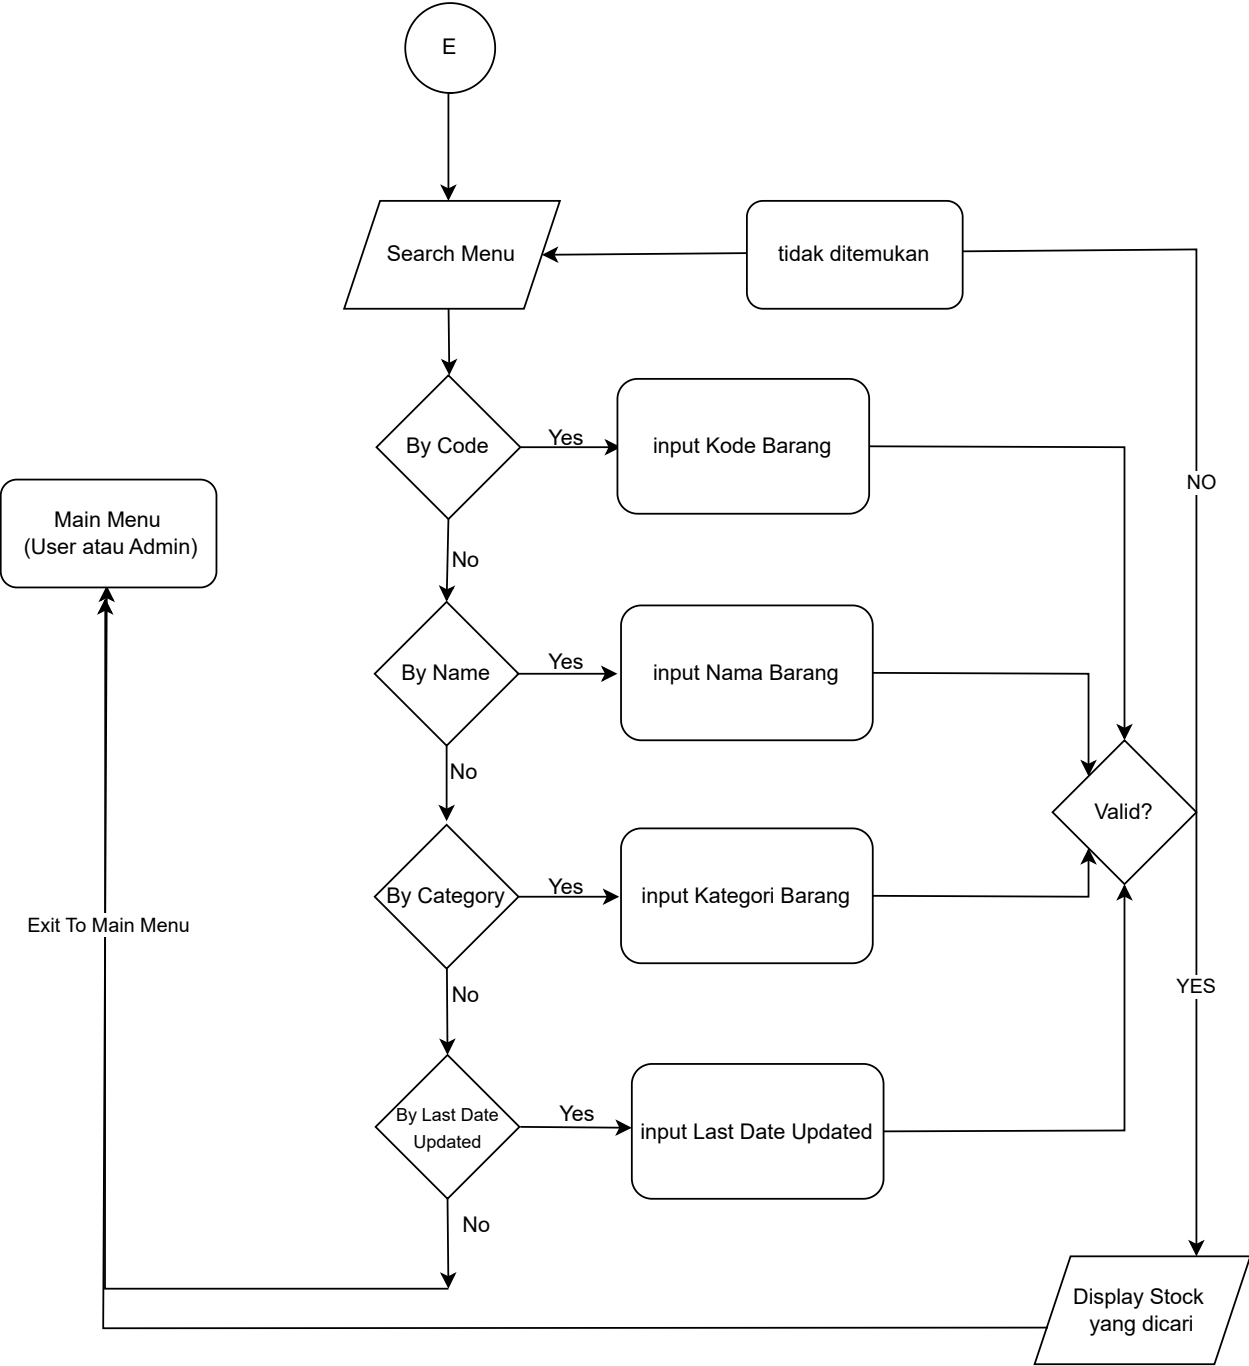 E
Search Menu
tidak ditemukan
By Code
Yes
input Kode Barang
NO
Main Menu
(User atau Admin)
No
By Name
Yes
input Nama Barang
No
Valid?
By Category
Yes
input Kategori Barang
Exit To Main Menu
No
YES
By Last Date
Updated
Yes
input Last Date Updated
No
Display Stock
yang dicari